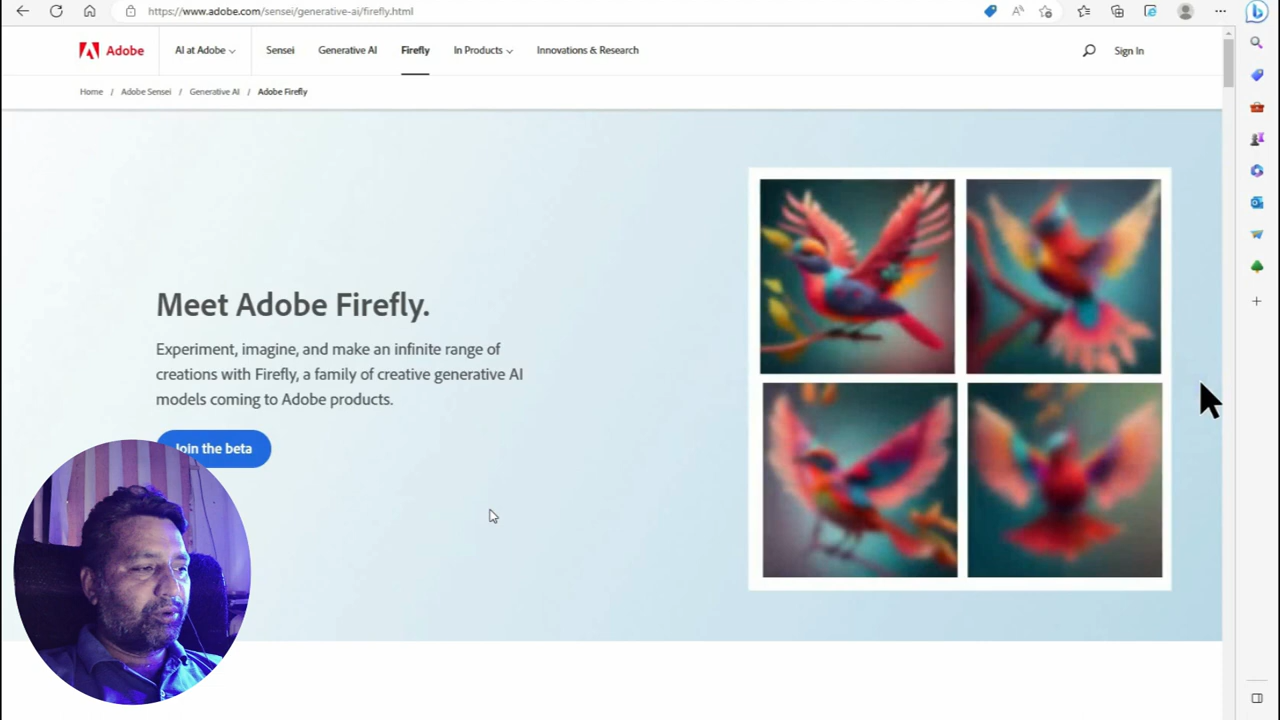 https://www.adobe.com/sensei/generative-ai/firefly.html
Adobe
AI at Adobe
Sensei
Generative AI
Firefly
In Products
Innovations & Research
Sign In
Home / Adobe Sensei / Generative AI / Adobe Firefly
Meet Adobe Firefly.
Experiment, imagine, and make an infinite range of
creations with Firefly, a family of creative generative AI
models coming to Adobe products.
Join the beta